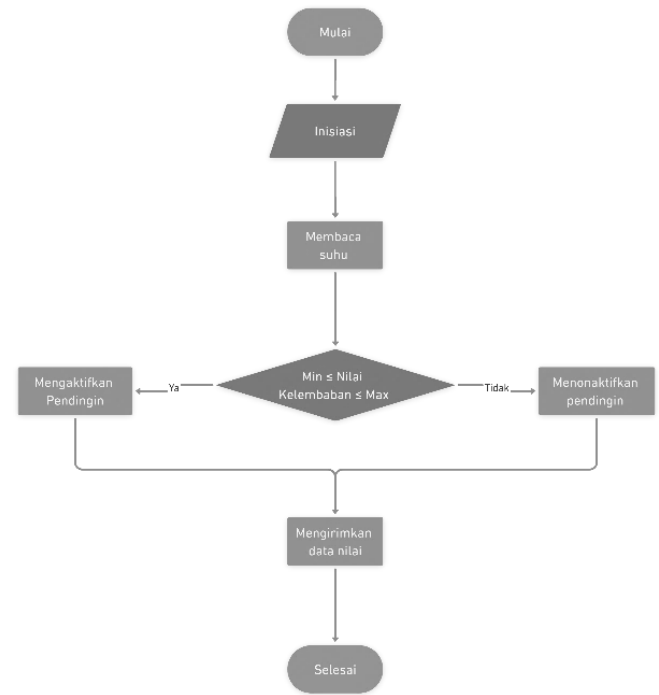 Mulai
Inisiasi
Membaca
suhu
Min ≤ Nilai
Kelembaban ≤ Max
Mengaktifkan
Pendingin
Ya
Tidak
Menonaktifkan
pendingin
Mengirimkan
data nilai
Selesai